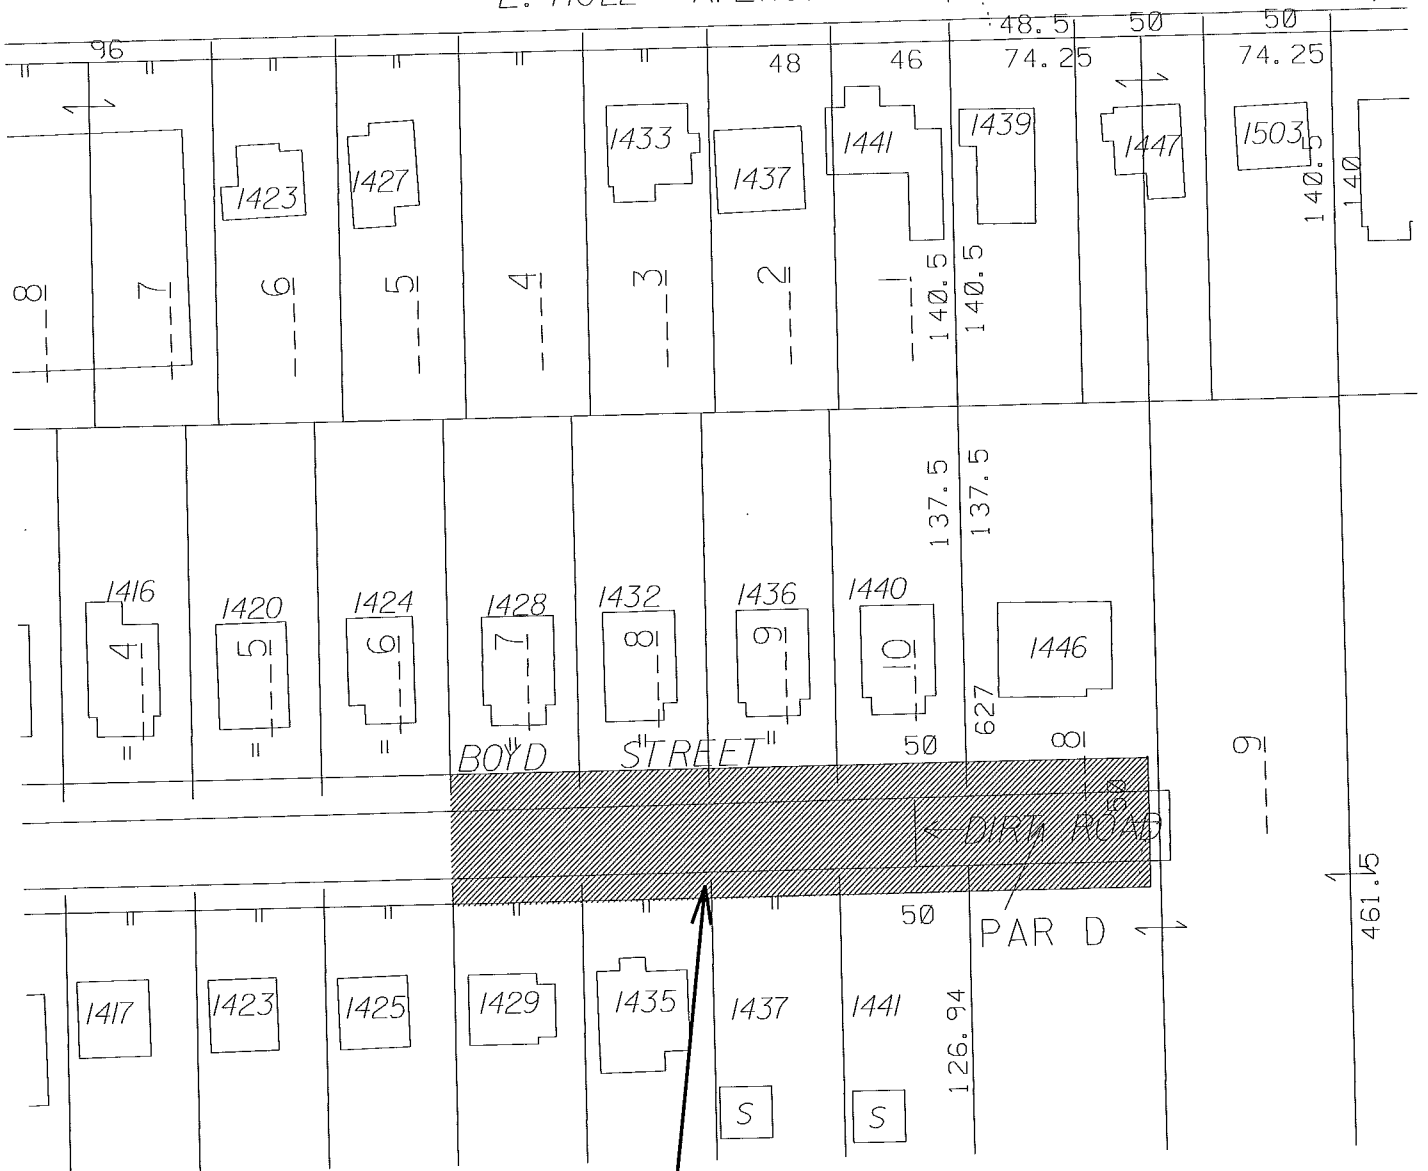 48.5 50 50
96 48 46 74.25 74.25
1433 1441 1439 1447 1503
1423 1427 1437 140.5 140
8 7 6 5 4 3 2 1 140.5 140.5
137.5 137.5
1416 1420 1424 1428 1432 1436 1440
4 5 6 7 8 9 10 1446
627
BOYD STREET 50 8 9
DIRT ROAD
461.5
50 PAR D
1417 1423 1425 1429 1435 1437 1441
126.94
S S